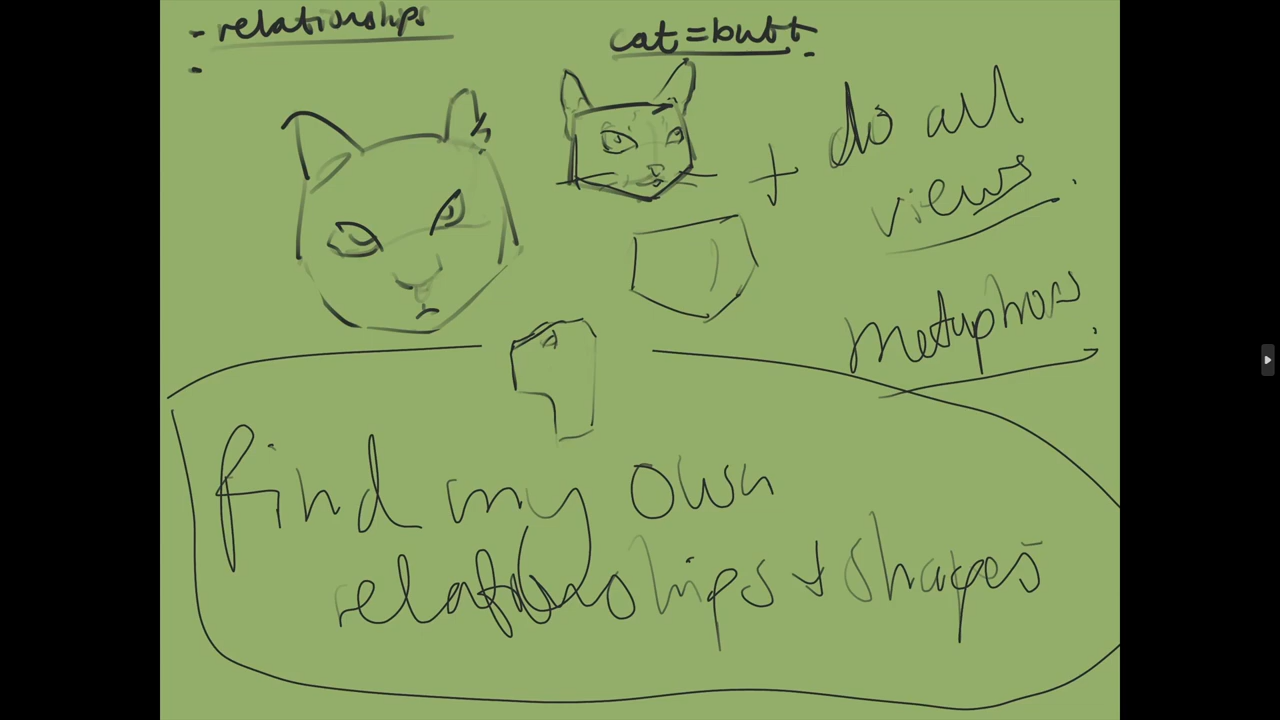 - relationships
-
cat = butt.
+ do all
views.
Metaphors
find my own
relationships + shapes